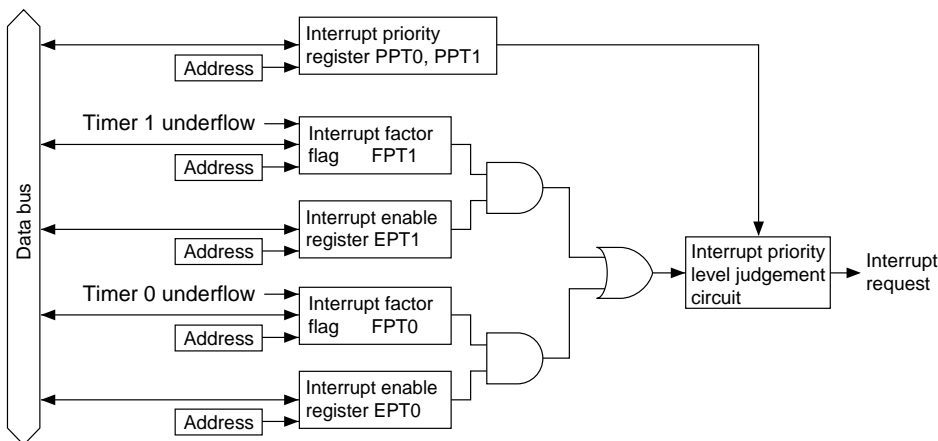 Data bus
Interrupt priority
register PPT0, PPT1
Address
Timer 1 underflow
Interrupt factor
flag FPT1
Address
Interrupt enable
register EPT1
Address
Timer 0 underflow
Interrupt factor
flag FPT0
Address
Interrupt enable
register EPT0
Address
Interrupt priority
level judgement
circuit
Interrupt
request